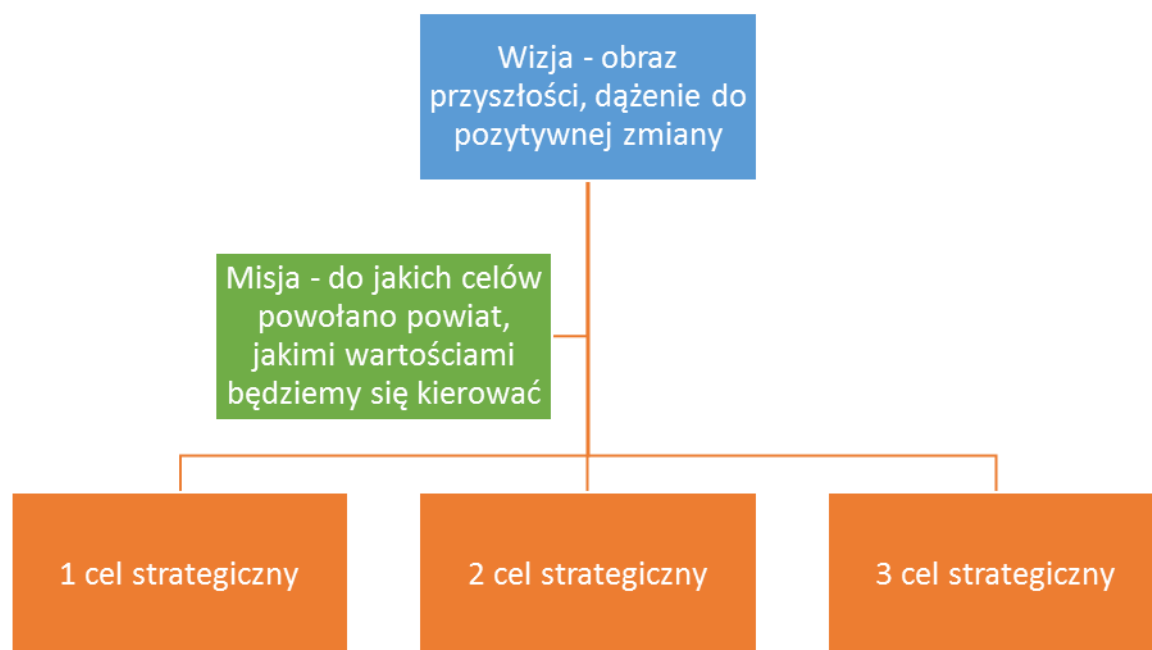 Wizja - obraz
przyszłości, dążenie do
pozytywnej zmiany
Misja - do jakich celów
powołano powiat,
jakimi wartościami
będziemy się kierować
1 cel strategiczny
2 cel strategiczny
3 cel strategiczny